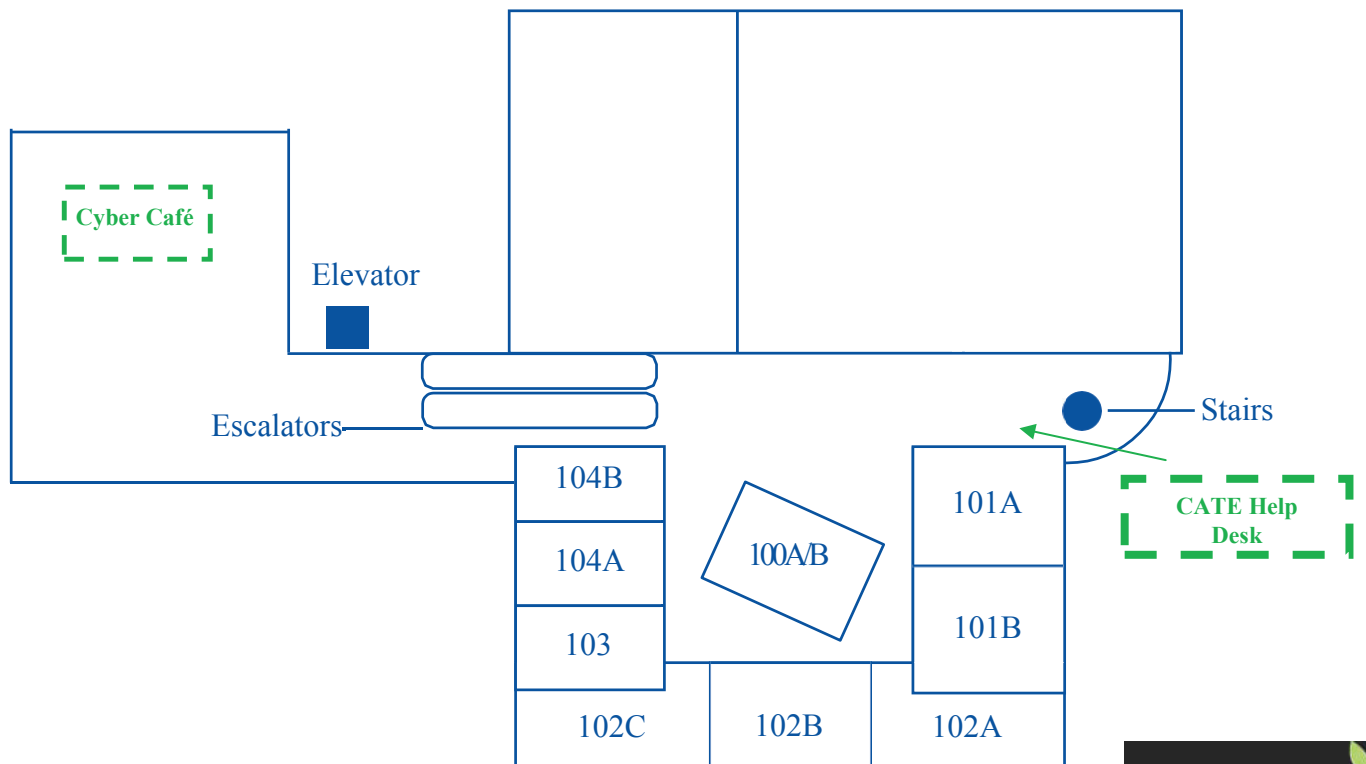 Cyber Café
Elevator
Escalators
Stairs
104B
101A
CATE Help
Desk
104A
100A/B
101B
103
102C
102B
102A